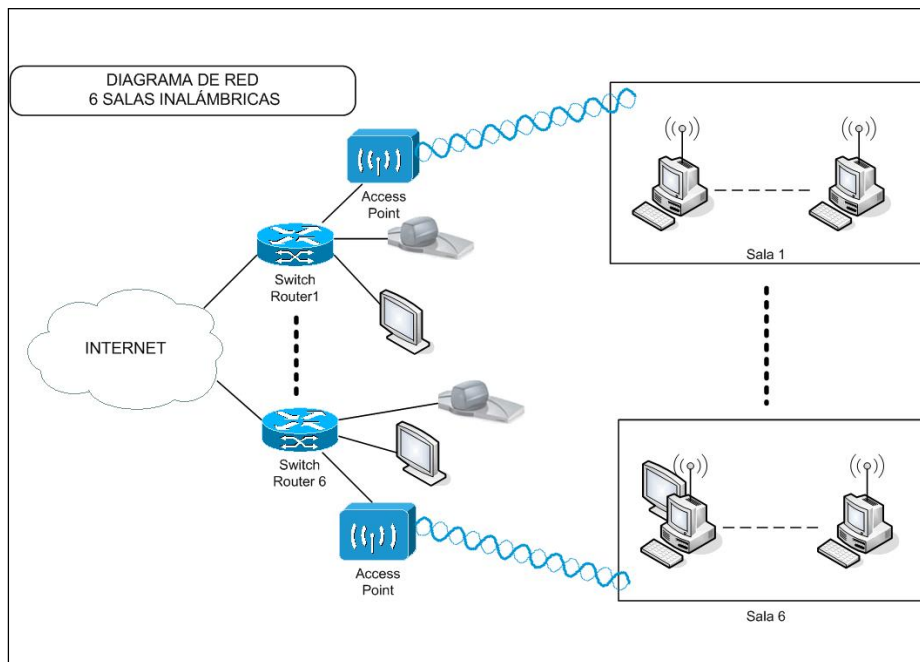 DIAGRAMA DE RED
6 SALAS INALÁMBRICAS
Access
Point
Switch
Router1
Sala 1
INTERNET
Switch
Router 6
Access
Point
Sala 6